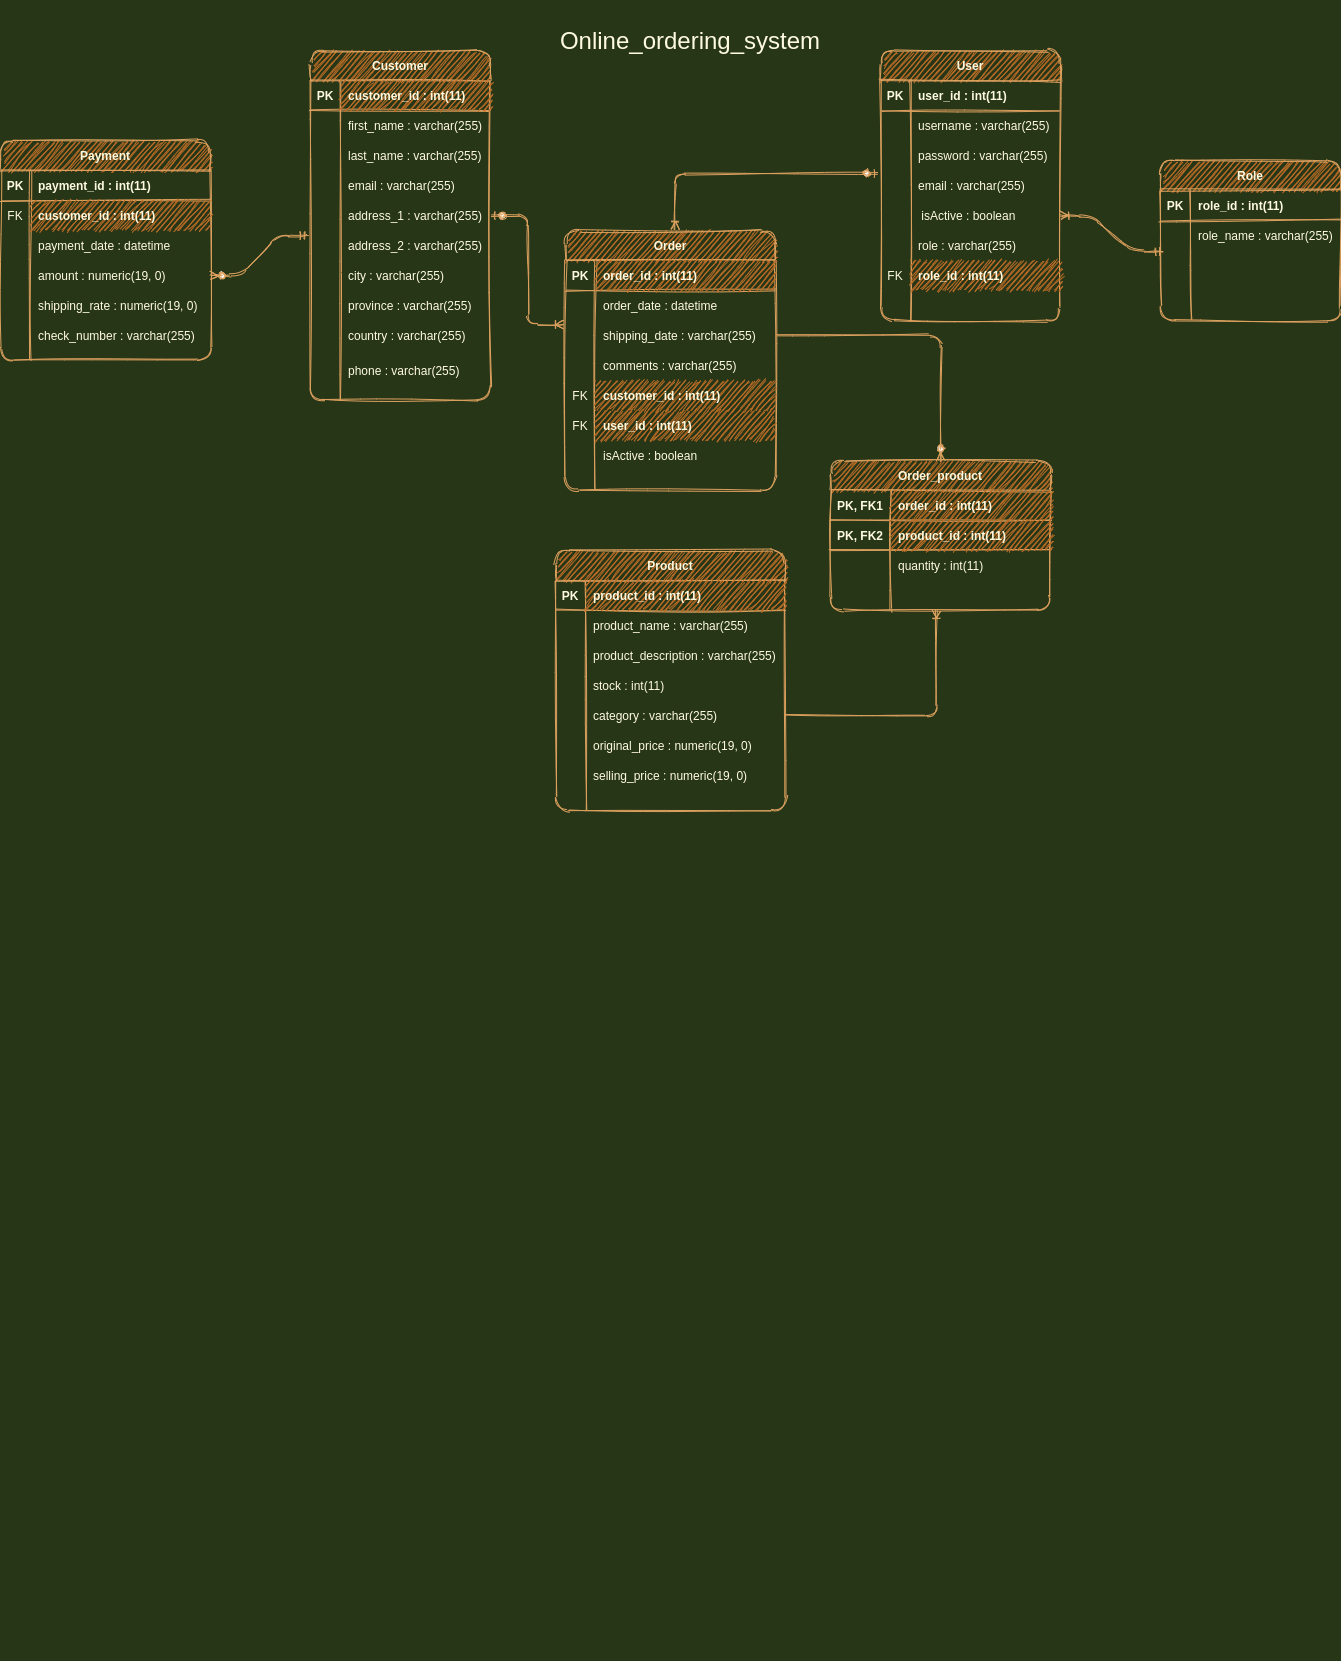 Online_ordering_system
Customer
PK customer_id : int(11)
first_name : varchar(255)
last_name : varchar(255)
email : varchar(255)
address_1 : varchar(255)
address_2 : varchar(255)
city : varchar(255)
province : varchar(255)
country : varchar(255)
phone : varchar(255)
User
PK user_id : int(11)
username : varchar(255)
password : varchar(255)
email : varchar(255)
isActive : boolean
role : varchar(255)
FK role_id : int(11)
Payment
PK payment_id : int(11)
FK customer_id : int(11)
payment_date : datetime
amount : numeric(19, 0)
shipping_rate : numeric(19, 0)
check_number : varchar(255)
Role
PK role_id : int(11)
role_name : varchar(255)
Order
PK order_id : int(11)
order_date : datetime
shipping_date : varchar(255)
comments : varchar(255)
FK customer_id : int(11)
FK user_id : int(11)
isActive : boolean
Order_product
PK, FK1 order_id : int(11)
PK, FK2 product_id : int(11)
quantity : int(11)
Product
PK product_id : int(11)
product_name : varchar(255)
product_description : varchar(255)
stock : int(11)
category : varchar(255)
original_price : numeric(19, 0)
selling_price : numeric(19, 0)